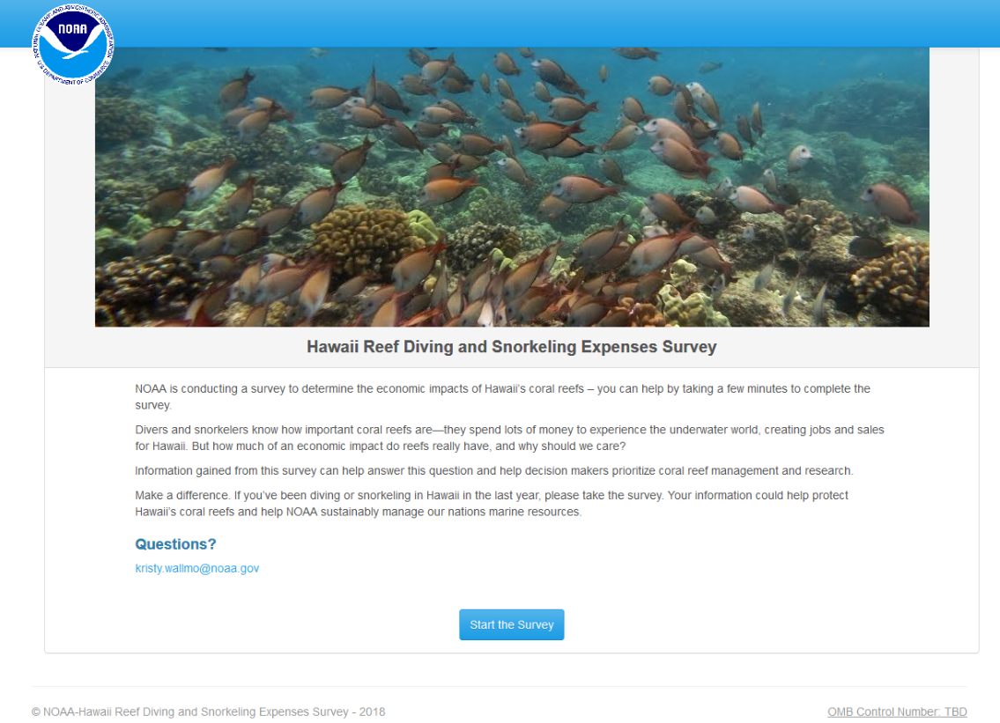 NOAA
NATIONAL OCEANIC AND ATMOSPHERIC ADMINISTRATION
U.S. DEPARTMENT OF COMMERCE
Hawaii Reef Diving and Snorkeling Expenses Survey
NOAA is conducting a survey to determine the economic impacts of Hawaii’s coral reefs – you can help by taking a few minutes to complete the
survey.
Divers and snorkelers know how important coral reefs are—they spend lots of money to experience the underwater world, creating jobs and sales
for Hawaii. But how much of an economic impact do reefs really have, and why should we care?
Information gained from this survey can help answer this question and help decision makers prioritize coral reef management and research.
Make a difference. If you’ve been diving or snorkeling in Hawaii in the last year, please take the survey. Your information could help protect
Hawaii’s coral reefs and help NOAA sustainably manage our nations marine resources.
Questions?
kristy.wallmo@noaa.gov
Start the Survey
© NOAA-Hawaii Reef Diving and Snorkeling Expenses Survey - 2018
OMB Control Number: TBD